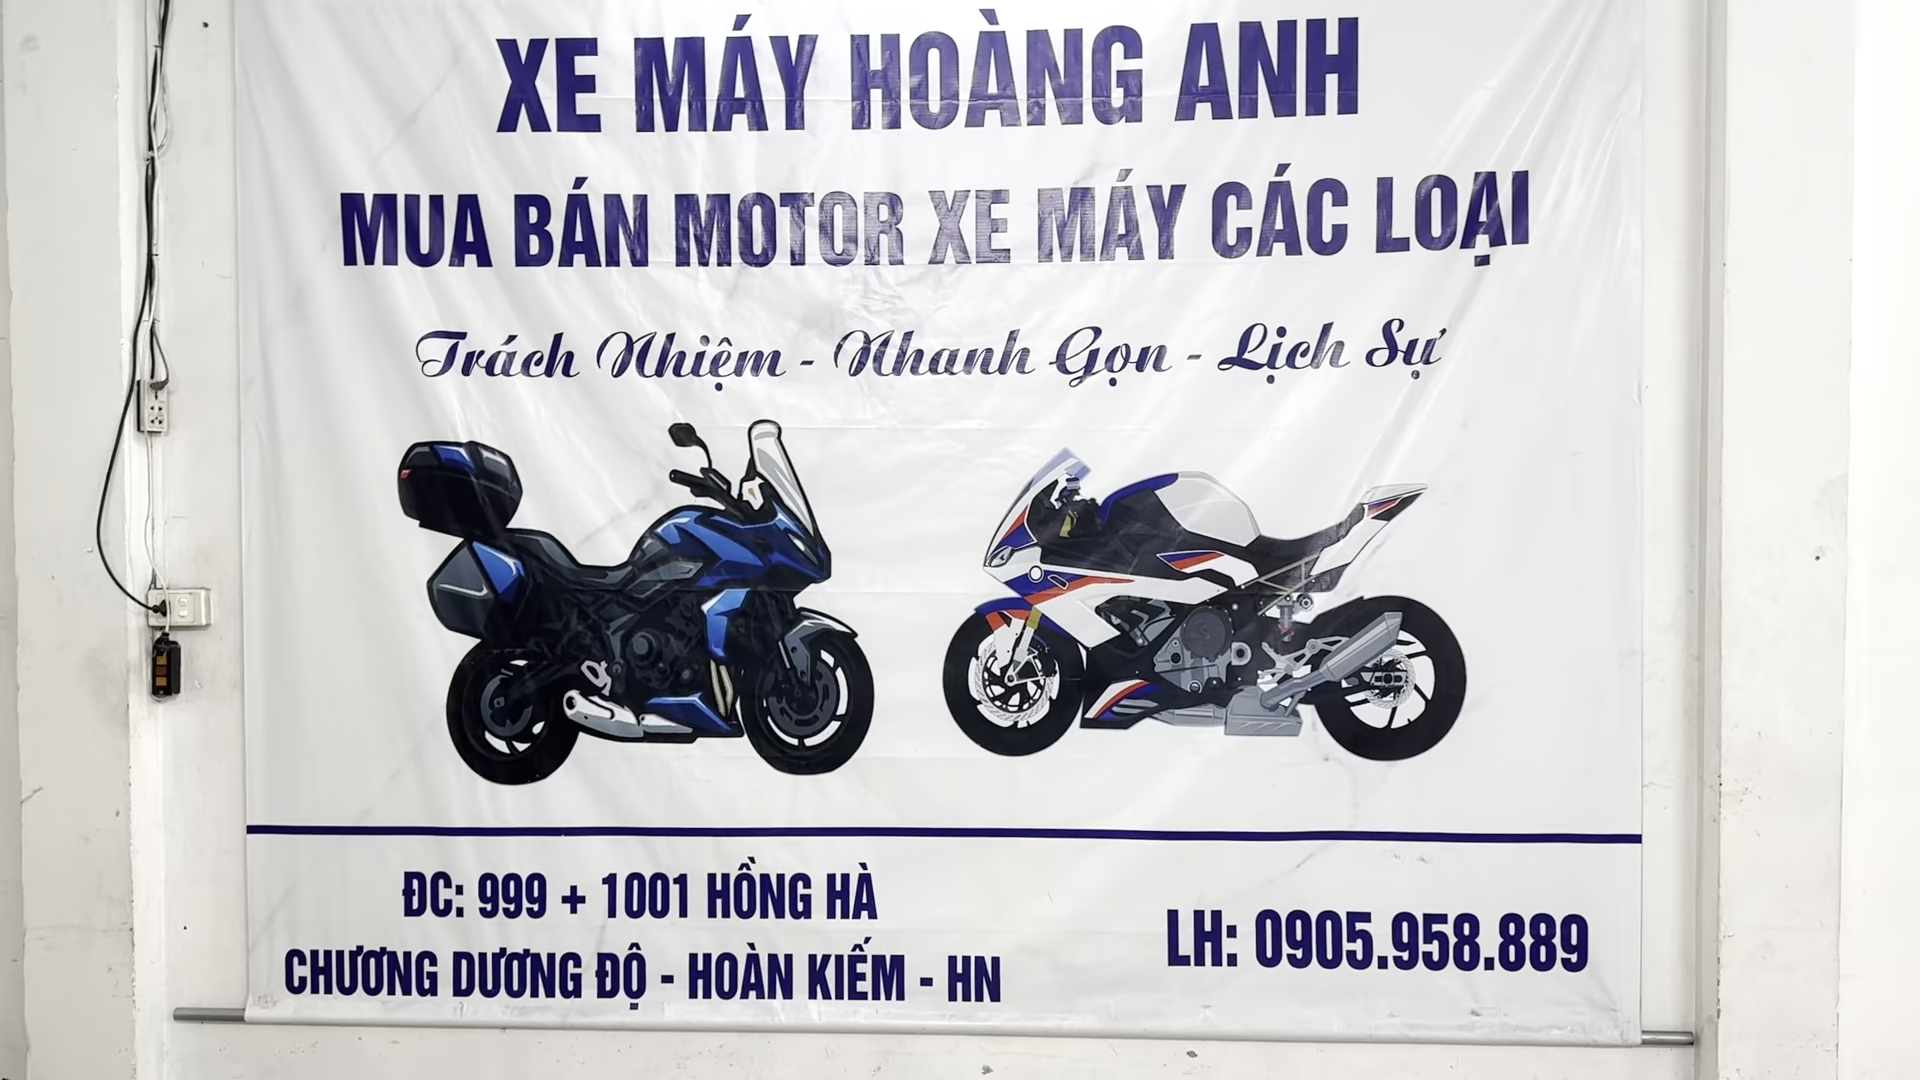 XE MÁY HOÀNG ANH
MUA BÁN MOTOR XE MÁY CÁC LOẠI
Trách Nhiệm - Nhanh Gọn - Lịch Sự
ĐC: 999 + 1001 HỒNG HÀ
CHƯƠNG DƯƠNG ĐỘ - HOÀN KIẾM - HN
LH: 0905.958.889